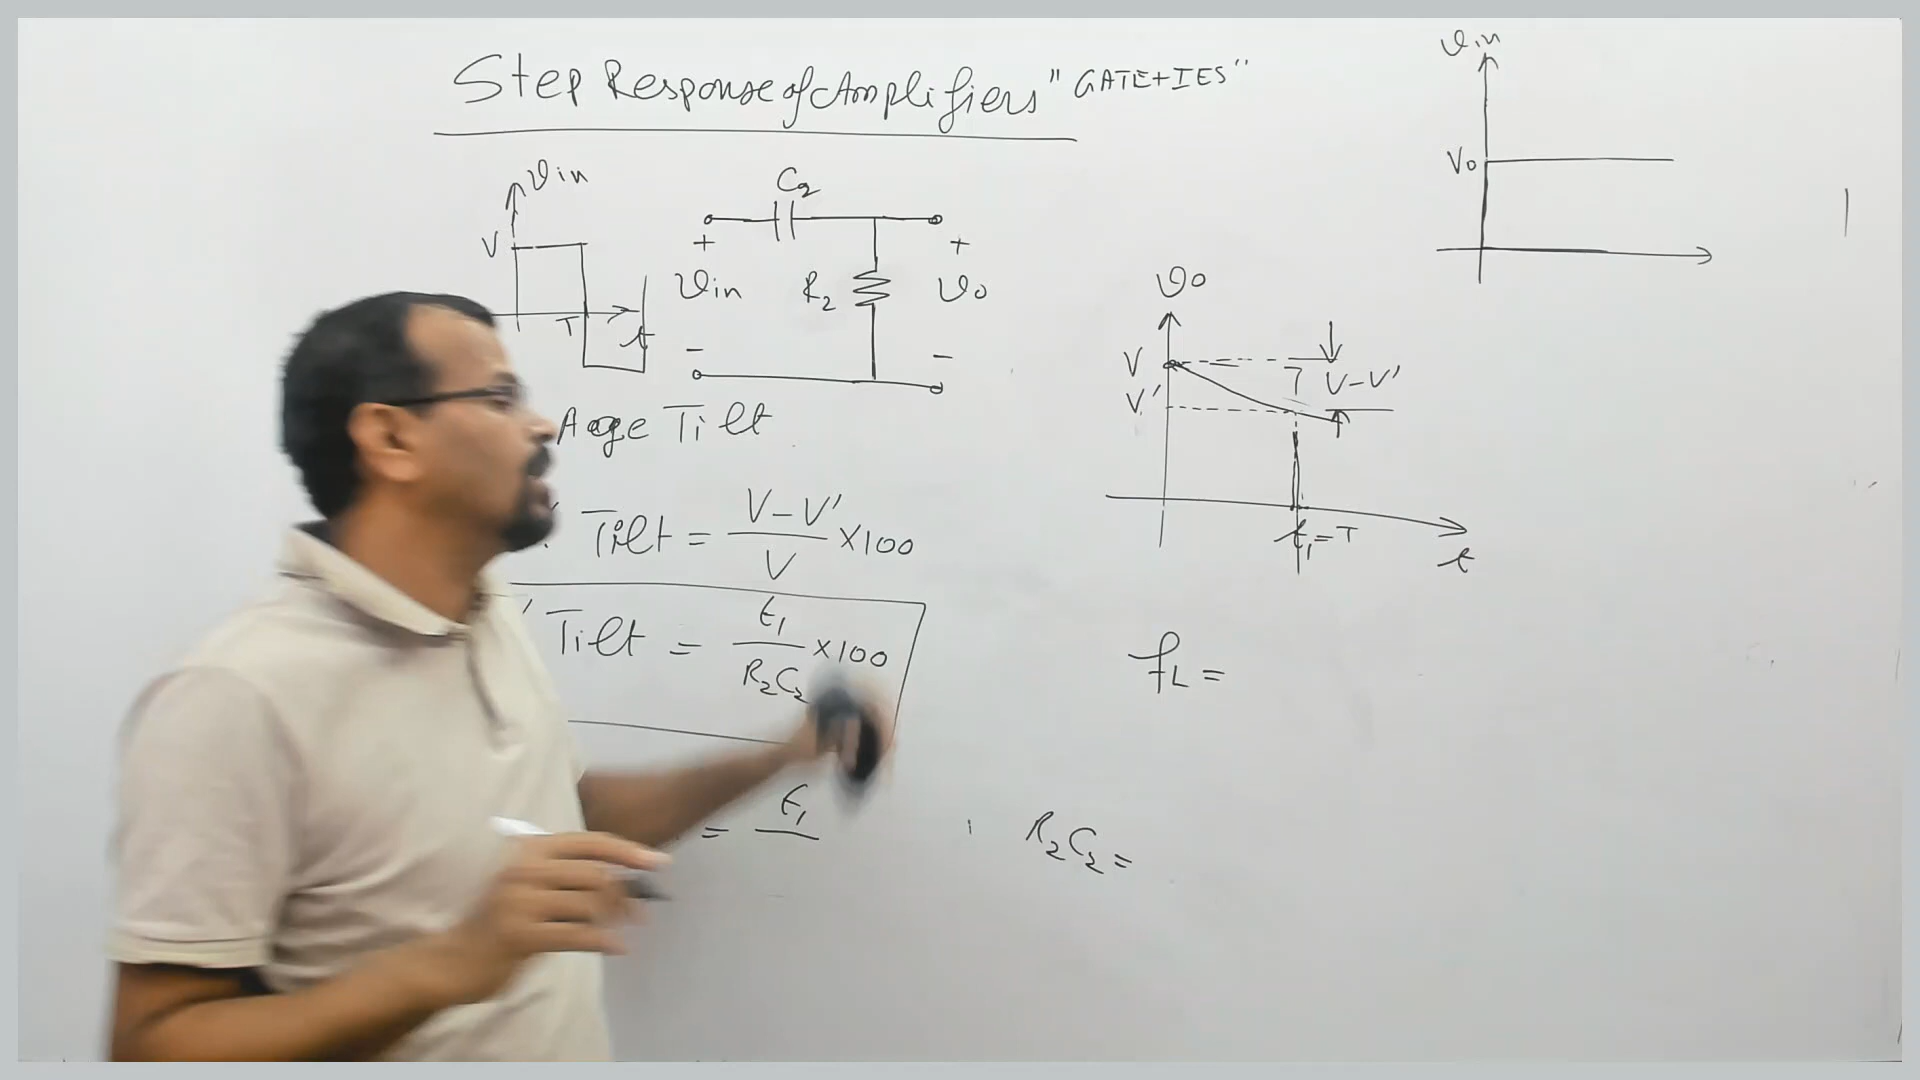 Step Response of Amplifiers "GATE+IES"
vin
V
T
t
C2
+
vin
-
R2
+
vo
-
Age Tilt
Tilt = V-V'/V ×100
Tilt = t1/R2C2 ×100
= t1
vin
Vo
vo
V
V'
V-V'
t1=T
t
fL =
R2C2 =